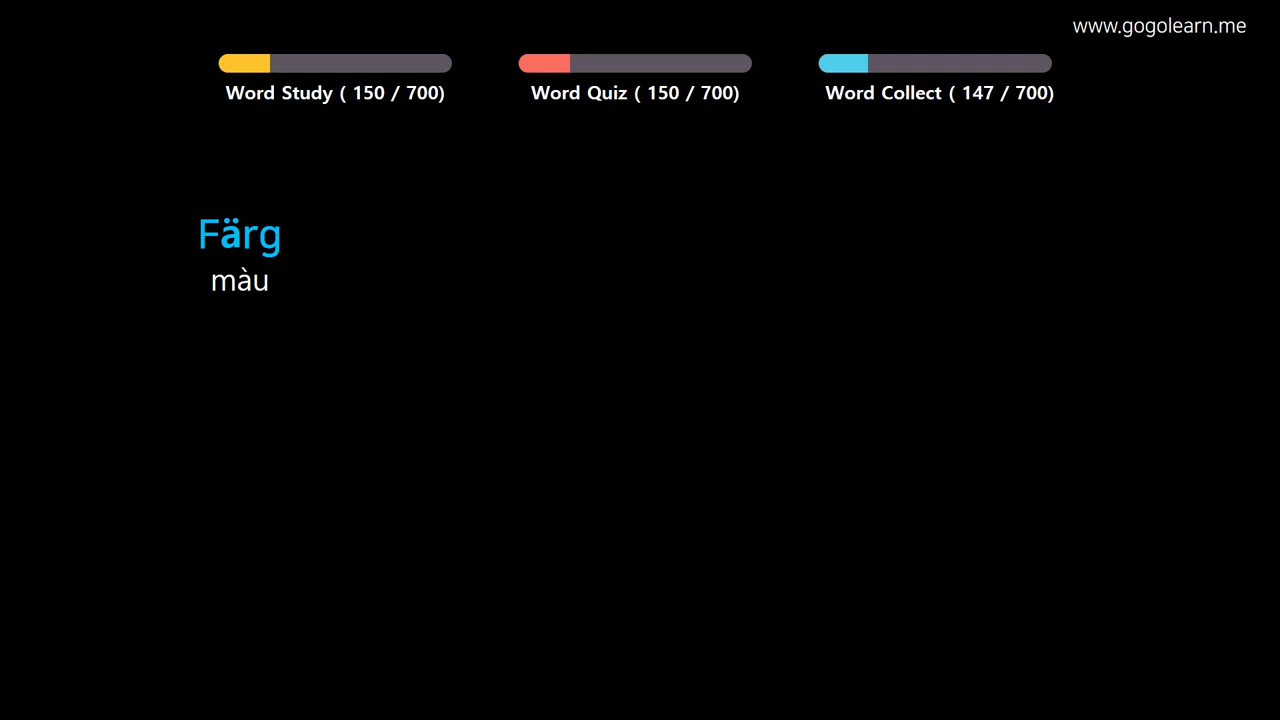 www.gogolearn.me
Word Study ( 150 / 700)
Word Quiz ( 150 / 700)
Word Collect ( 147 / 700)
Färg
màu